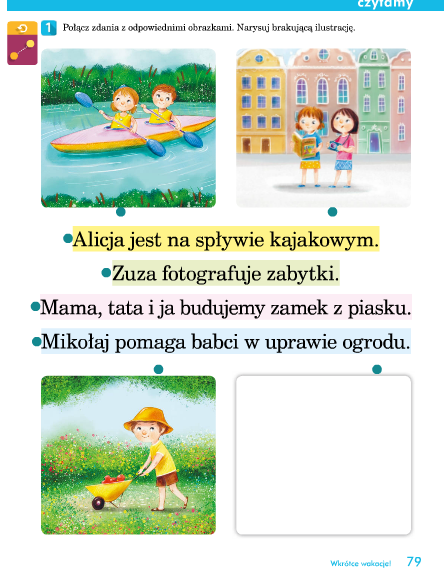 czytamy
1 Połącz zdania z odpowiednimi obrazkami. Narysuj brakującą ilustrację.
Alicja jest na spływie kajakowym.
Zuza fotografuje zabytki.
Mama, tata i ja budujemy zamek z piasku.
Mikołaj pomaga babci w uprawie ogrodu.
Wkrótce wakacje! 79